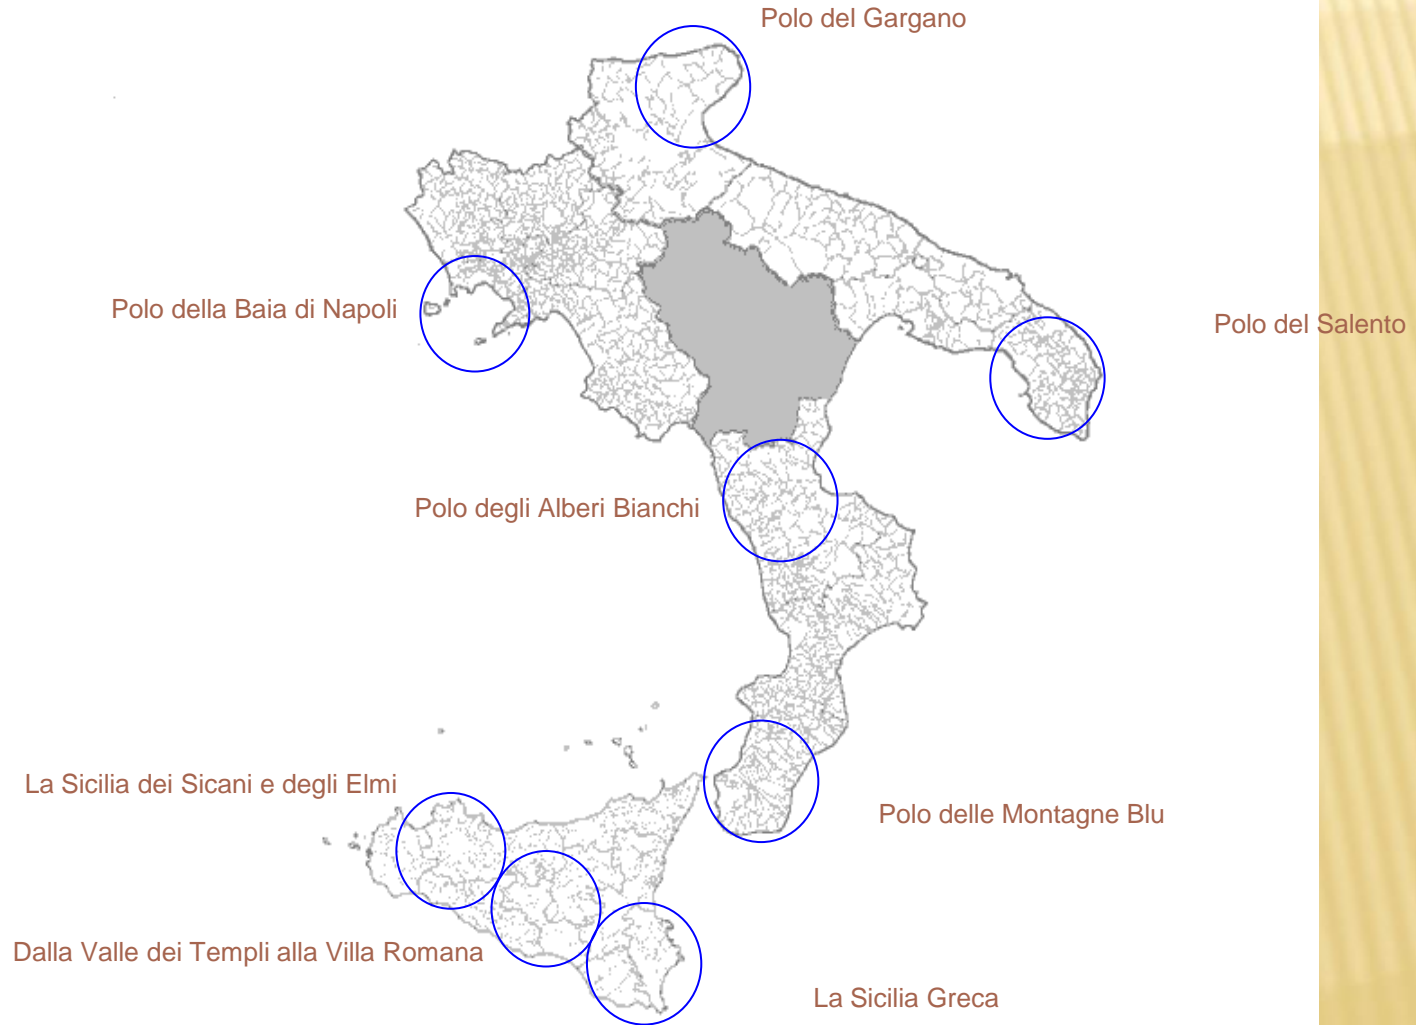 Polo del Gargano
Polo della Baia di Napoli
Polo del Salento
Polo degli Alberi Bianchi
La Sicilia dei Sicani e degli Elmi
Polo delle Montagne Blu
Dalla Valle dei Templi alla Villa Romana
La Sicilia Greca